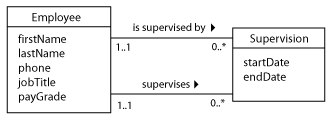 Employee
firstName
lastName
phone
jobTitle
payGrade
is supervised by
1..1
0..*
supervises
1..1
0..*
Supervision
startDate
endDate